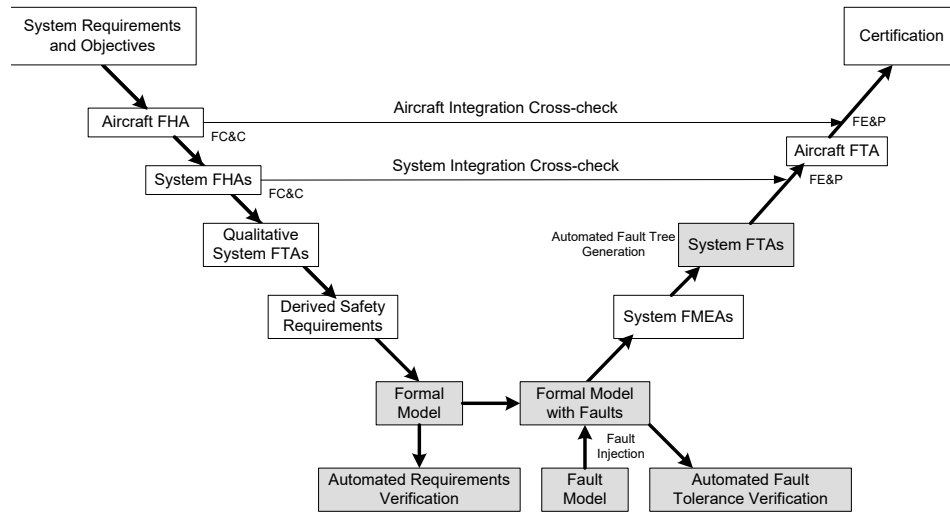 System Requirements
and Objectives
Certification
Aircraft Integration Cross-check
Aircraft FHA
FC&C
FE&P
Aircraft FTA
System Integration Cross-check
System FHAs
FC&C
FE&P
Qualitative
System FTAs
Automated Fault Tree
Generation
System FTAs
Derived Safety
Requirements
System FMEAs
Formal
Model
Formal Model
with Faults
Fault
Injection
Automated Requirements
Verification
Fault
Model
Automated Fault
Tolerance Verification